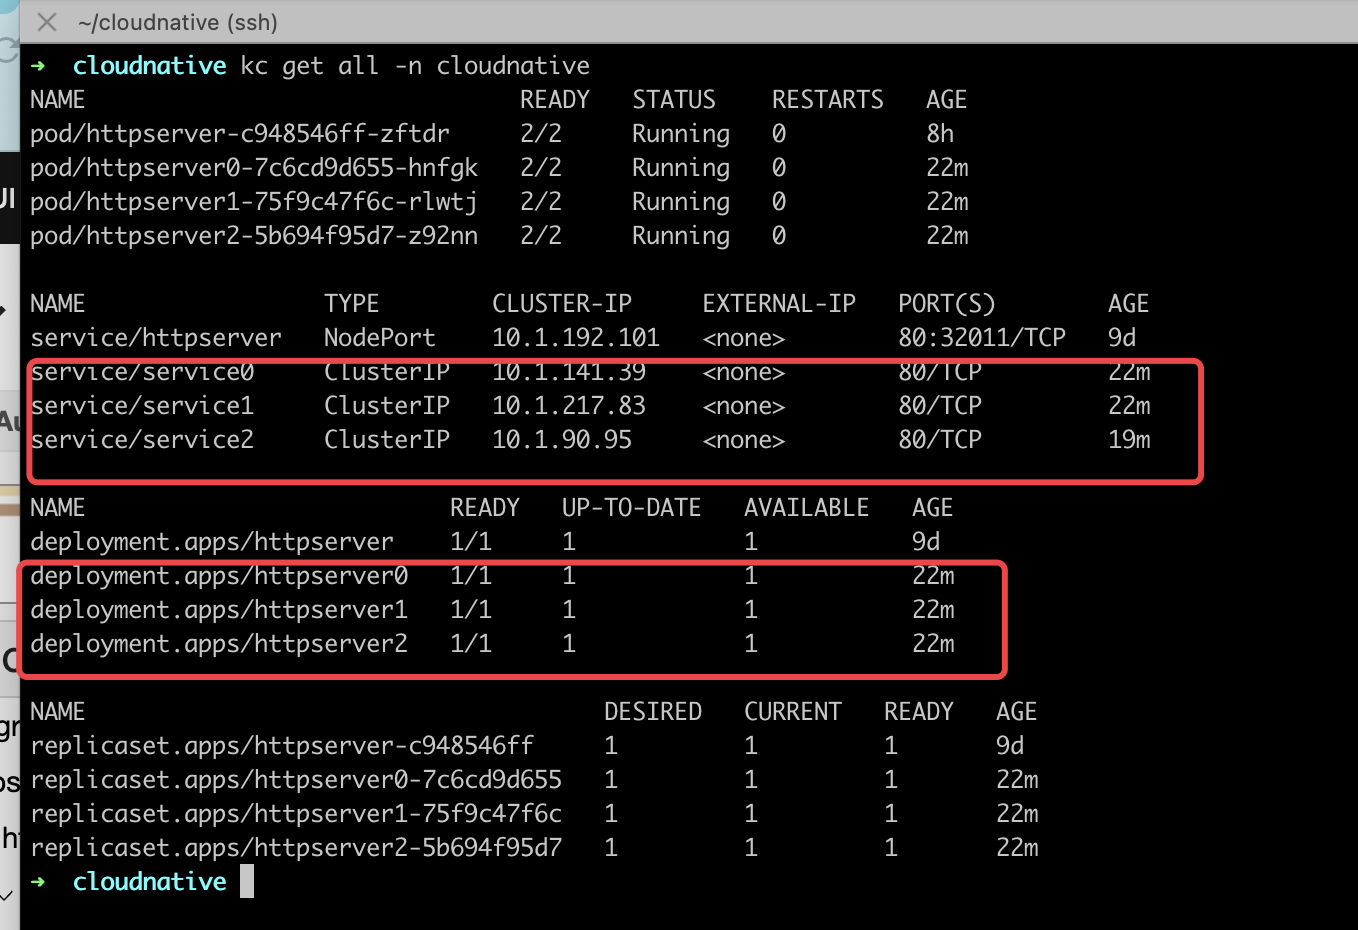 ~/cloudnative (ssh)
➜ cloudnative kc get all -n cloudnative
NAME READY STATUS RESTARTS AGE
pod/httpserver-c948546ff-zftdr 2/2 Running 0 8h
pod/httpserver0-7c6cd9d655-hnfgk 2/2 Running 0 22m
pod/httpserver1-75f9c47f6c-rlwtj 2/2 Running 0 22m
pod/httpserver2-5b694f95d7-z92nn 2/2 Running 0 22m
NAME TYPE CLUSTER-IP EXTERNAL-IP PORT(S) AGE
service/httpserver NodePort 10.1.192.101 <none> 80:32011/TCP 9d
service/service0 ClusterIP 10.1.141.39 <none> 80/TCP 22m
service/service1 ClusterIP 10.1.217.83 <none> 80/TCP 22m
service/service2 ClusterIP 10.1.90.95 <none> 80/TCP 19m
NAME READY UP-TO-DATE AVAILABLE AGE
deployment.apps/httpserver 1/1 1 1 9d
deployment.apps/httpserver0 1/1 1 1 22m
deployment.apps/httpserver1 1/1 1 1 22m
deployment.apps/httpserver2 1/1 1 1 22m
NAME DESIRED CURRENT READY AGE
replicaset.apps/httpserver-c948546ff 1 1 1 9d
replicaset.apps/httpserver0-7c6cd9d655 1 1 1 22m
replicaset.apps/httpserver1-75f9c47f6c 1 1 1 22m
replicaset.apps/httpserver2-5b694f95d7 1 1 1 22m
➜ cloudnative